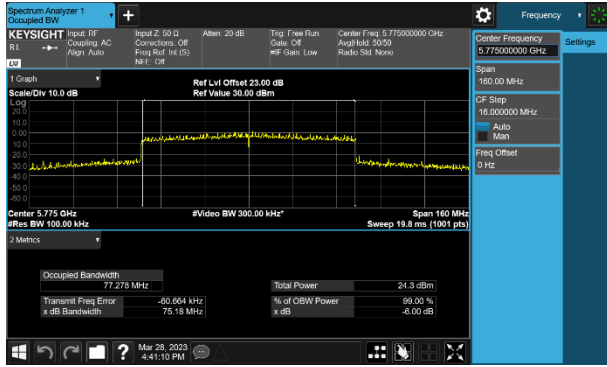 Spectrum Analyzer 1
Occupied BW
+
Frequency
KEYSIGHT
Input: RF
Coupling: AC
Align: Auto
Input Z: 50 Ω
Corrections: Off
Freq Ref: Int (S)
NFE: Off
Atten: 20 dB
Trig: Free Run
Gate: Off
#IF Gain: Low
Center Freq: 5.775000000 GHz
Avg|Hold: 50/50
Radio Std: None
Center Frequency
5.775000000 GHz
Settings
Span
160.00 MHz
CF Step
16.000000 MHz
Auto
Man
Freq Offset
0 Hz
1 Graph
Scale/Div 10.0 dB
Ref Lvl Offset 23.00 dB
Ref Value 30.00 dBm
Log
20.0
10.0
0.00
-10.0
-20.0
-30.0
-40.0
-50.0
-60.0
Center 5.775 GHz
#Res BW 100.00 kHz
#Video BW 300.00 kHz*
Span 160 MHz
Sweep 19.8 ms (1001 pts)
2 Metrics
Occupied Bandwidth
77.278 MHz
Total Power
24.3 dBm
Transmit Freq Error
-60.664 kHz
% of OBW Power
99.00 %
x dB Bandwidth
75.18 MHz
x dB
-6.00 dB
?
Mar 28, 2023
4:41:10 PM